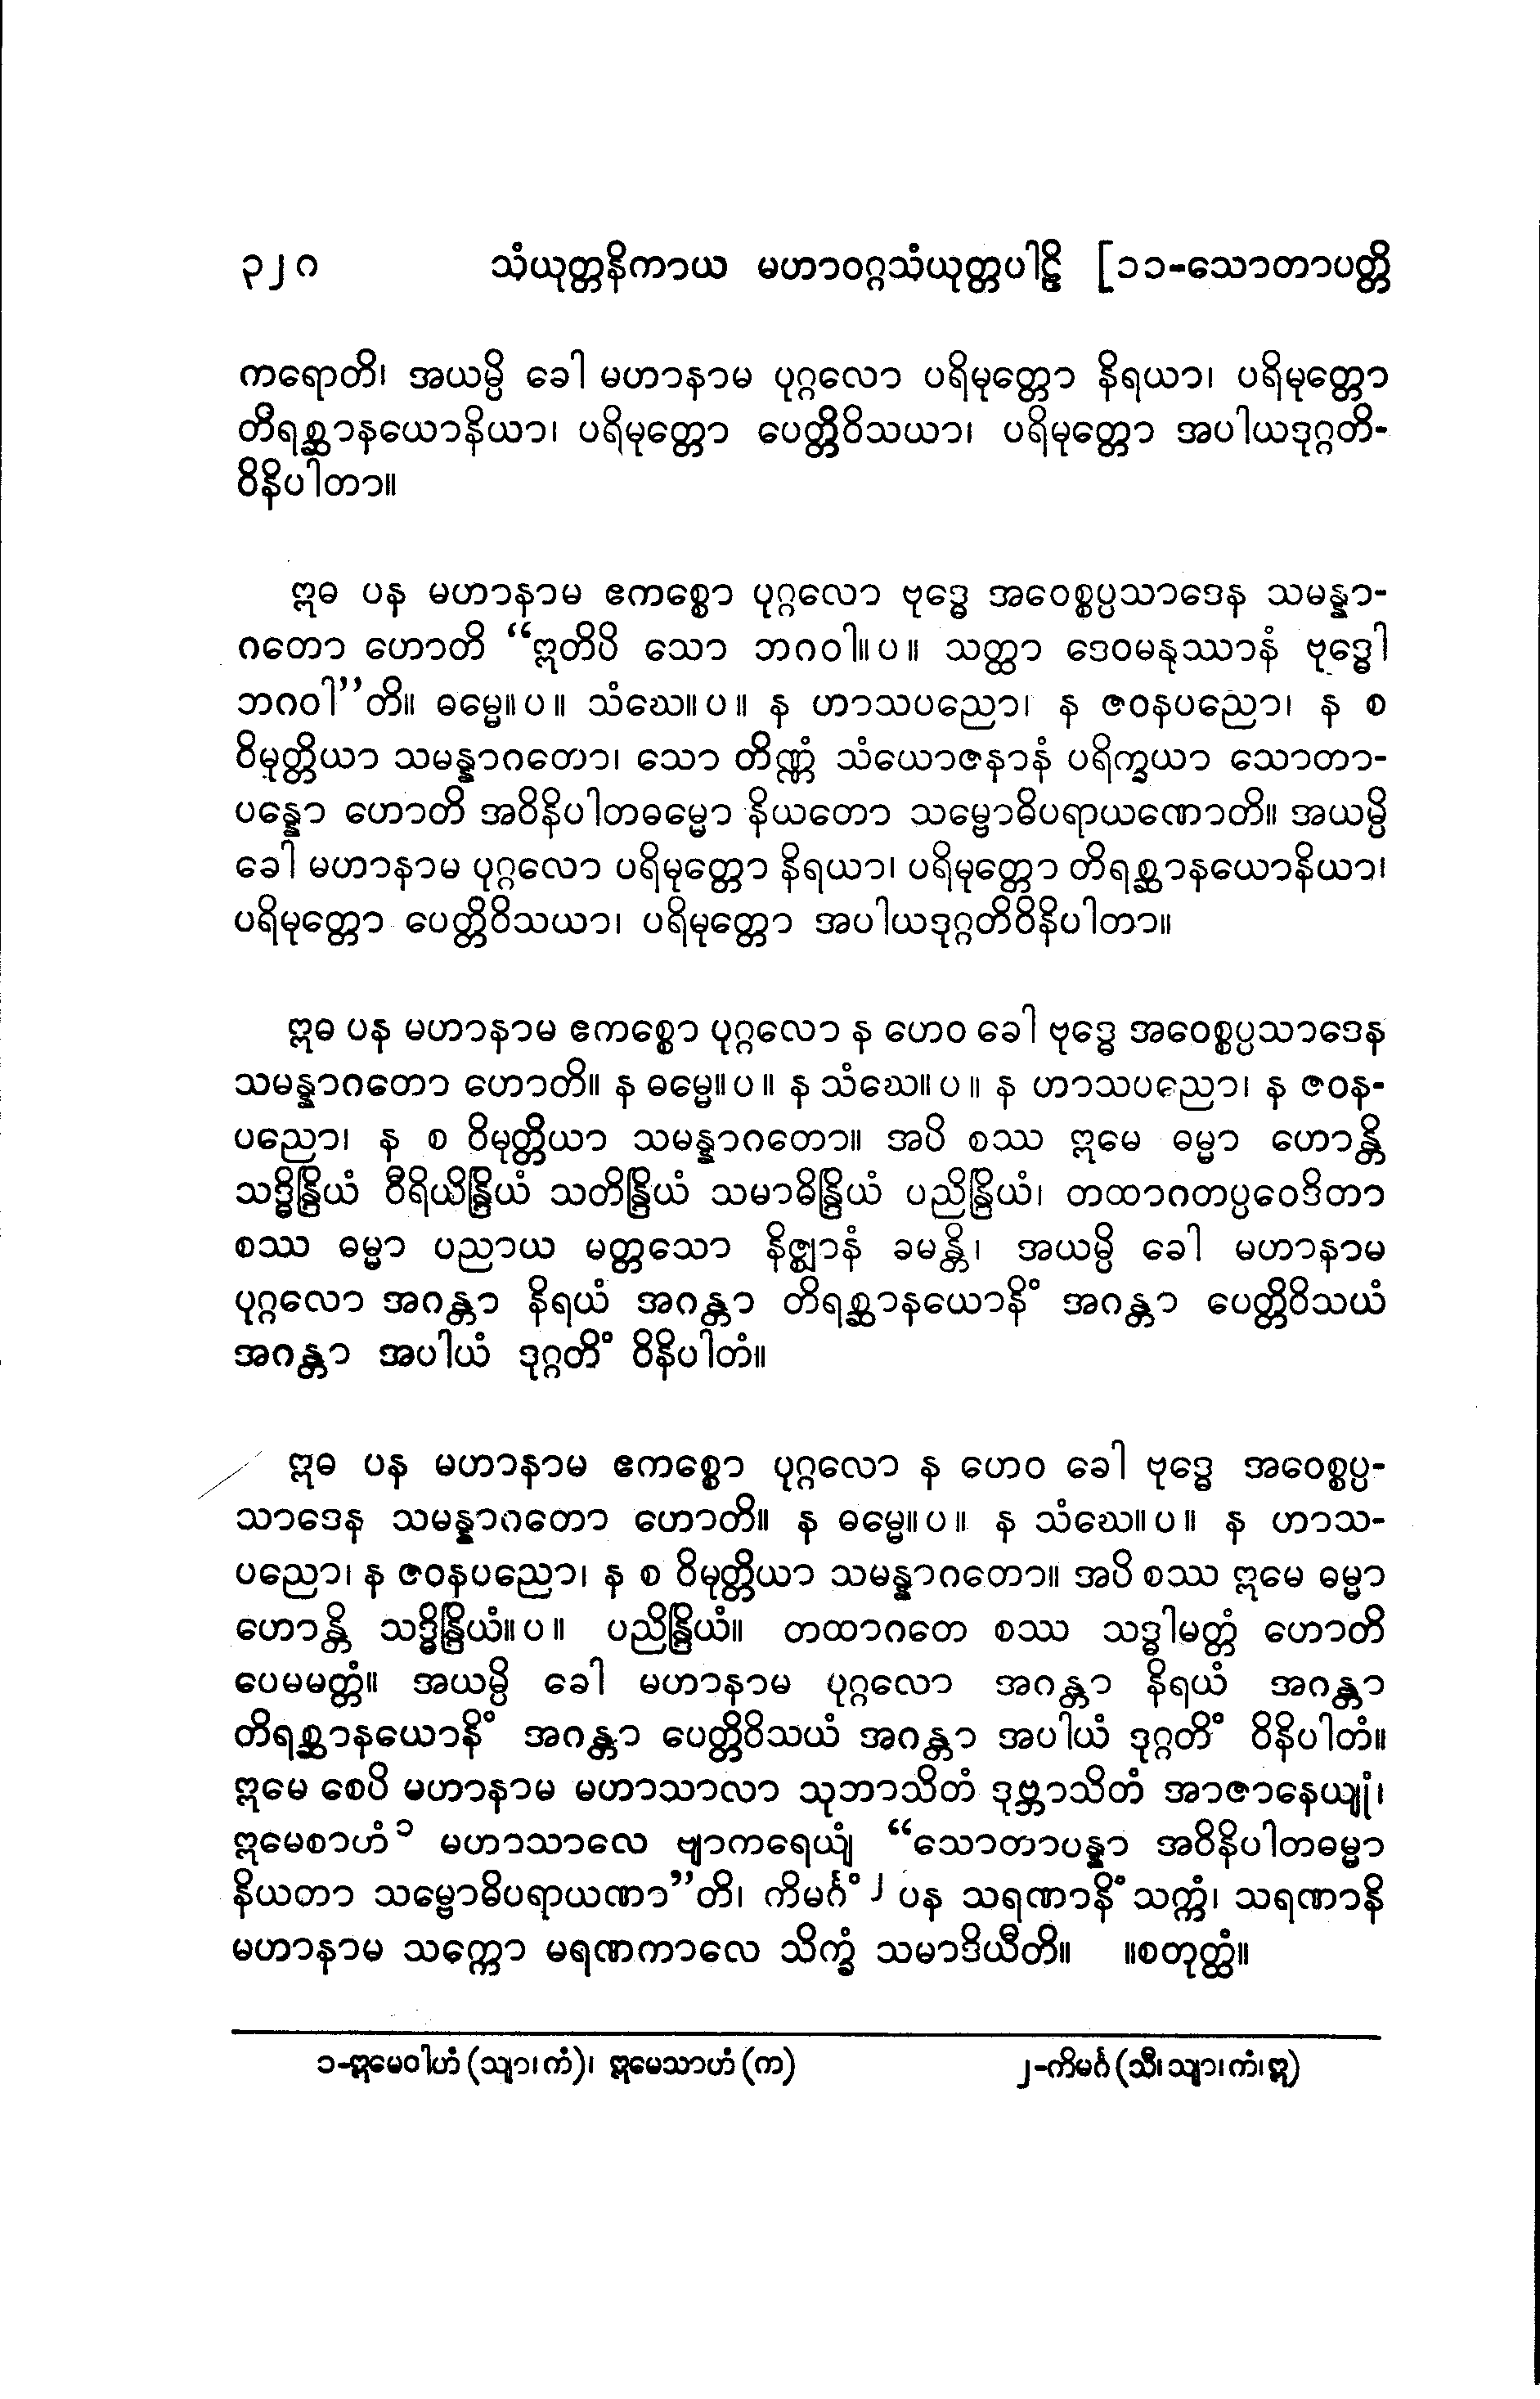 ၃၂၈ သံယုတ္တနိကာယ မဟာဝဂ္ဂသံယုတ္တပါဠိ [၁၁-သောတာပတ္တိ
ကရောတိ၊ အယမ္ပိ ခေါ မဟာနာမ ပုဂ္ဂလော ပရိမုတ္တော နိရယာ၊ ပရိမုတ္တော
တိရစ္ဆာနယောနိယာ၊ ပရိမုတ္တော ပေတ္တိဝိသယာ၊ ပရိမုတ္တော အပါယဒုဂ္ဂတိ-
ဝိနိပါတာ။
ဣဓ ပန မဟာနာမ ဧကစ္စော ပုဂ္ဂလော ဗုဒ္ဓေ အဝေစ္စပ္ပသာဒေန သမန္နာ-
ဂတော ဟောတိ “ဣတိပိ သော ဘဂဝါ။ပ။ သတ္ထာ ဒေဝမနုဿာနံ ဗုဒ္ဓေါ
ဘဂဝါ”တိ။ ဓမ္မေ။ပ။ သံဃေ။ပ။ န ဟာသပညော၊ န ဇဝနပညော၊ န စ
ဝိမုတ္တိယာ သမန္နာဂတော၊ သော တိဏ္ဏံ သံယောဇနာနံ ပရိက္ခယာ သောတာ-
ပန္နော ဟောတိ အဝိနိပါတဓမ္မော နိယတော သမ္ဗောဓိပရာယဏောတိ။ အယမ္ပိ
ခေါ မဟာနာမ ပုဂ္ဂလော ပရိမုတ္တော နိရယာ၊ ပရိမုတ္တော တိရစ္ဆာနယောနိယာ၊
ပရိမုတ္တော ပေတ္တိဝိသယာ၊ ပရိမုတ္တော အပါယဒုဂ္ဂတိဝိနိပါတာ။
ဣဓ ပန မဟာနာမ ဧကစ္စော ပုဂ္ဂလော န ဟေဝ ခေါ ဗုဒ္ဓေ အဝေစ္စပ္ပသာဒေန
သမန္နာဂတော ဟောတိ။ န ဓမ္မေ။ပ။ န သံဃေ။ပ။ န ဟာသပညော၊ န ဇဝန-
ပညော၊ န စ ဝိမုတ္တိယာ သမန္နာဂတော။ အပိ စဿ ဣမေ ဓမ္မာ ဟောန္တိ
သဒ္ဓိန္ဒြိယံ ဝီရိယိန္ဒြိယံ သတိန္ဒြိယံ သမာဓိန္ဒြိယံ ပညိန္ဒြိယံ၊ တထာဂတပ္ပဝေဒိတာ
စဿ ဓမ္မာ ပညာယ မတ္တသော နိဇ္ဈာနံ ခမန္တိ၊ အယမ္ပိ ခေါ မဟာနာမ
ပုဂ္ဂလော အဂန္တာ နိရယံ အဂန္တာ တိရစ္ဆာနယောနိံ အဂန္တာ ပေတ္တိဝိသယံ
အဂန္တာ အပါယံ ဒုဂ္ဂတိံ ဝိနိပါတံ။
ဣဓ ပန မဟာနာမ ဧကစ္စော ပုဂ္ဂလော န ဟေဝ ခေါ ဗုဒ္ဓေ အဝေစ္စပ္ပ-
သာဒေန သမန္နာဂတော ဟောတိ။ န ဓမ္မေ။ပ။ န သံဃေ။ပ။ န ဟာသ-
ပညော၊ န ဇဝနပညော၊ န စ ဝိမုတ္တိယာ သမန္နာဂတော။ အပိ စဿ ဣမေ ဓမ္မာ
ဟောန္တိ သဒ္ဓိန္ဒြိယံ။ပ။ ပညိန္ဒြိယံ။ တထာဂတေ စဿ သဒ္ဓါမတ္တံ ဟောတိ
ပေမမတ္တံ။ အယမ္ပိ ခေါ မဟာနာမ ပုဂ္ဂလော အဂန္တာ နိရယံ အဂန္တာ
တိရစ္ဆာနယောနိံ အဂန္တာ ပေတ္တိဝိသယံ အဂန္တာ အပါယံ ဒုဂ္ဂတိံ ဝိနိပါတံ။
ဣမေ စေပိ မဟာနာမ မဟာသာလာ သုဘာသိတံ ဒုဗ္ဘာသိတံ အာဇာနေယျုံ၊
ဣမေစာဟံ၁ မဟာသာလေ ဗျာကရေယျံ “သောတာပန္နာ အဝိနိပါတဓမ္မာ
နိယတာ သမ္ဗောဓိပရာယဏာ”တိ၊ ကိမင်္ဂံ၂ ပန သရဏာနိံ သက္ကံ၊ သရဏာနိ
မဟာနာမ သက္ကော မရဏကာလေ သိက္ခံ သမာဒိယီတိ။ ။စတုတ္ထံ။
၁-ဣမေဝါဟံ (သျာ၊ကံ)၊ ဣမေသာဟံ (က) ၂-ကိမင်္ဂ (သီ၊သျာ၊ကံ၊ဣ)